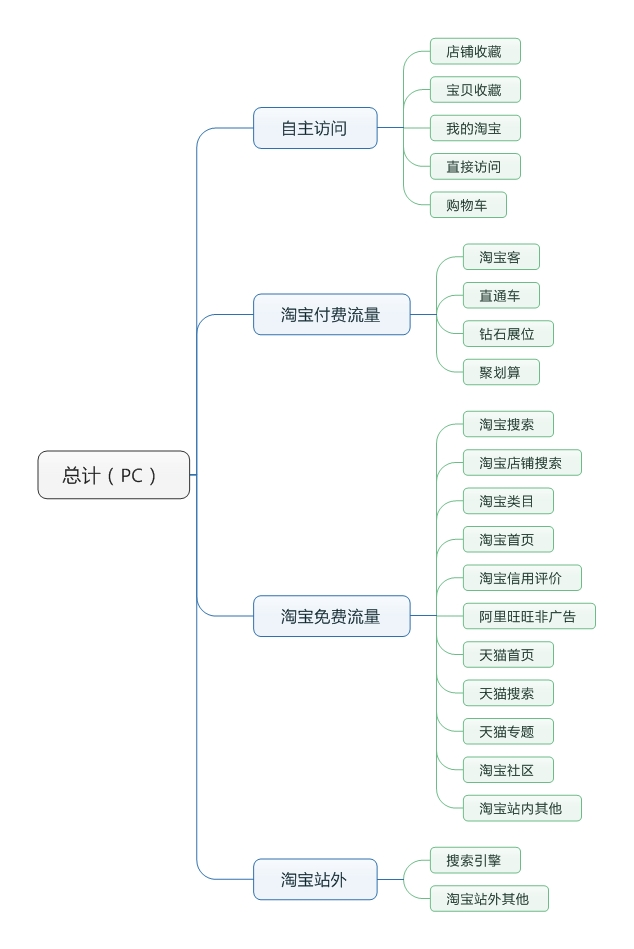 总计（PC）
自主访问
店铺收藏
宝贝收藏
我的淘宝
直接访问
购物车
淘宝付费流量
淘宝客
直通车
钻石展位
聚划算
淘宝免费流量
淘宝搜索
淘宝店铺搜索
淘宝类目
淘宝首页
淘宝信用评价
阿里旺旺非广告
天猫首页
天猫搜索
天猫专题
淘宝社区
淘宝站内其他
淘宝站外
搜索引擎
淘宝站外其他